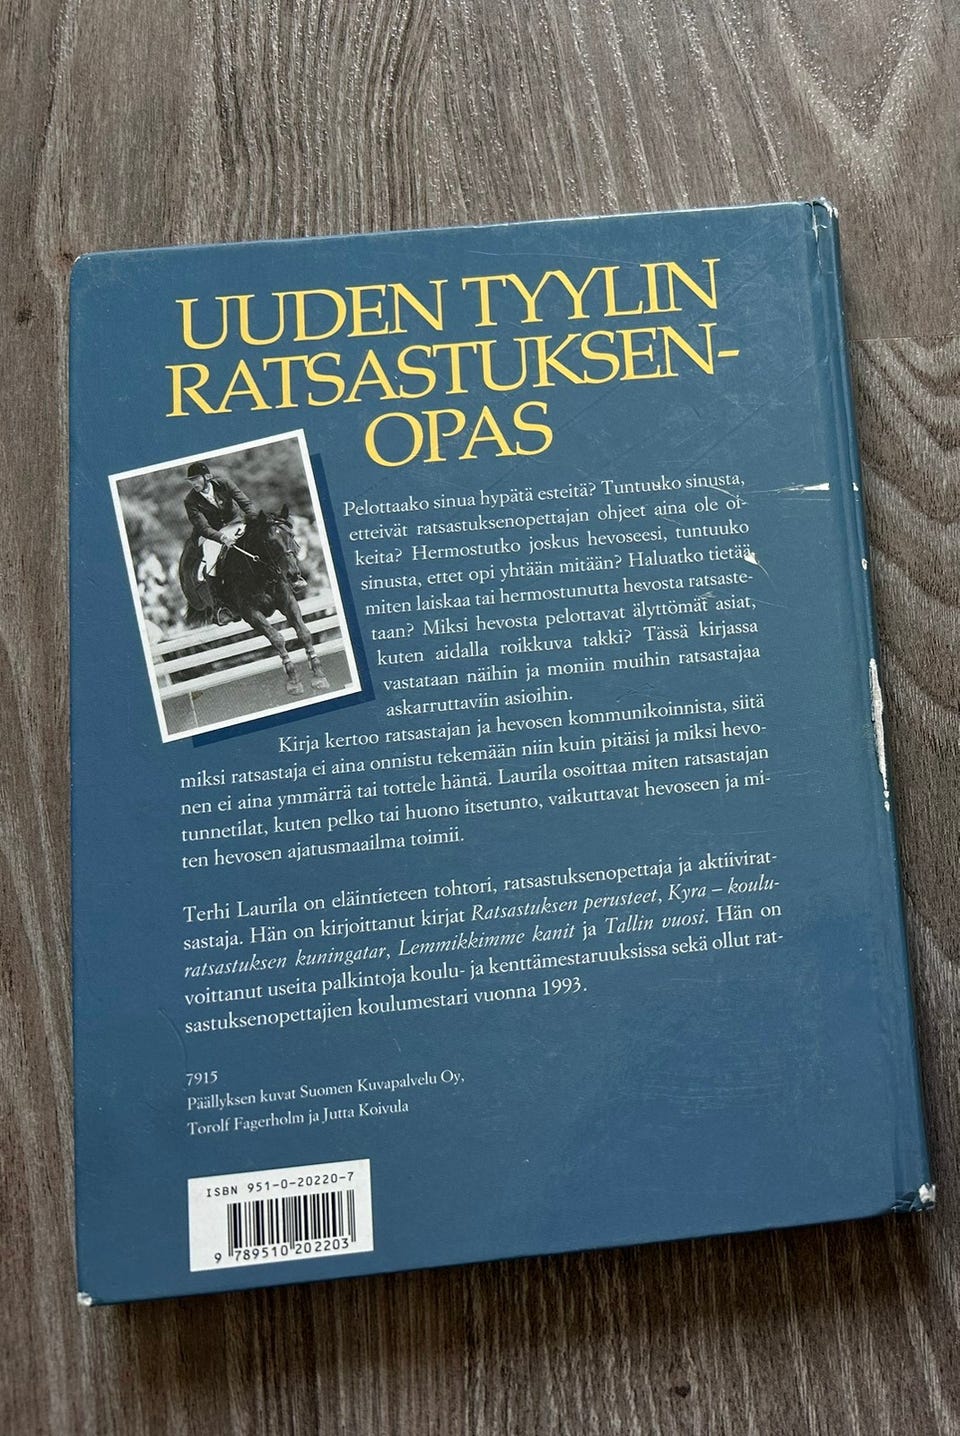 UUDEN TYYLIN
RATSASTUKSEN-
OPAS
Pelottaako sinua hypätä esteitä? Tuntuuko sinusta,
etteivät ratsastuksenopettajan ohjeet aina ole oi-
keita? Hermostutko joskus hevoseesi, tuntuuko
sinusta, ettet opi yhtään mitään? Haluatko tietää,
miten laiskaa tai hermostunutta hevosta ratsaste-
taan? Miksi hevosta pelottavat älyttömät asiat,
kuten aidalla roikkuva takki? Tässä kirjassa
vastataan näihin ja moniin muihin ratsastajaa
askarruttaviin asioihin.
Kirja kertoo ratsastajan ja hevosen kommunikoinnista, siitä
miksi ratsastaja ei aina onnistu tekemään niin kuin pitäisi ja miksi hevo-
nen ei aina ymmärrä tai tottele häntä. Laurila osoittaa miten ratsastajan
tunnetilat, kuten pelko tai huono itsetunto, vaikuttavat hevoseen ja mi-
ten hevosen ajatusmaailma toimii.
Terhi Laurila on eläintieteen tohtori, ratsastuksenopettaja ja aktiivirat-
sastaja. Hän on kirjoittanut kirjat Ratsastuksen perusteet, Kyra – koulu-
ratsastuksen kuningatar, Lemmikkimme kanit ja Tallin vuosi. Hän on
voittanut useita palkintoja koulu- ja kenttämestaruuksissa sekä ollut rat-
sastuksenopettajien koulumestari vuonna 1993.
7915
Päällyksen kuvat Suomen Kuvapalvelu Oy,
Torolf Fagerholm ja Jutta Koivula
ISBN 951-0-20220-7
9 789510 202203